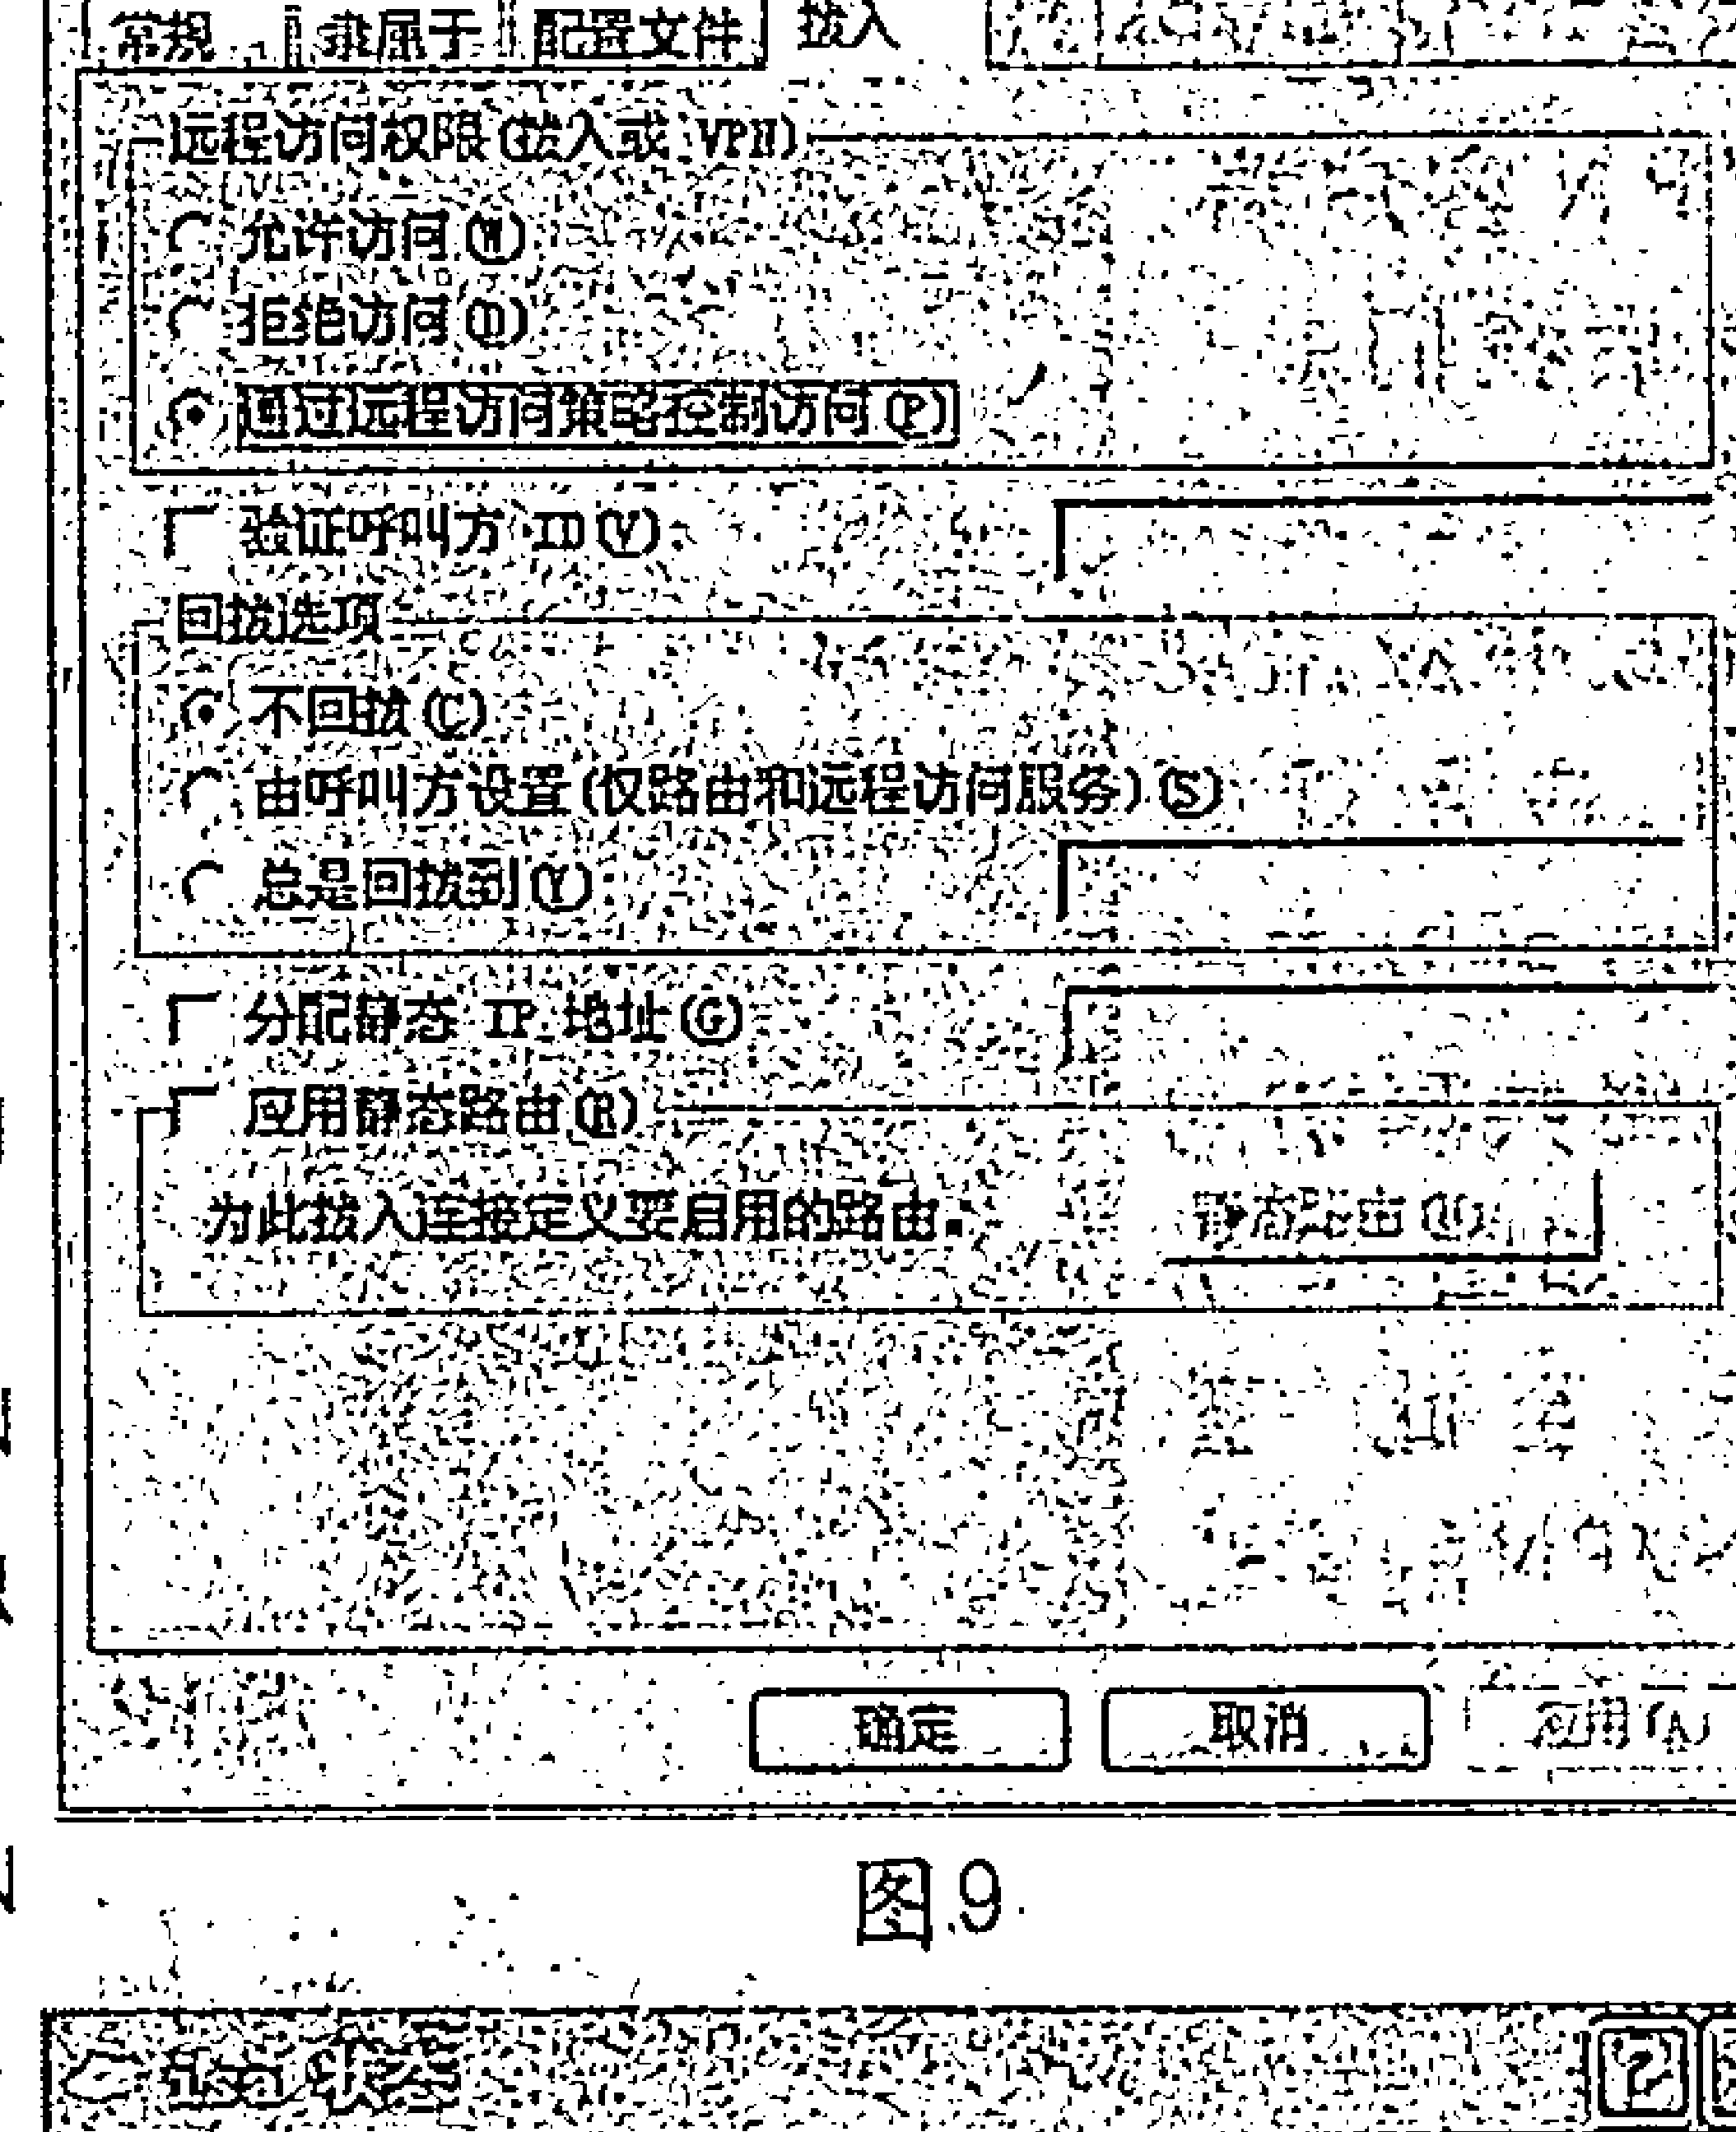 常规 隶属于 配置文件 拨入
远程访问权限(拨入或 VPN)
允许访问(W)
拒绝访问(D)
通过远程访问策略控制访问(P)
验证呼叫方 ID(V):
回拨选项
不回拨(C)
由呼叫方设置(仅路由和远程访问服务)(S)
总是回拨到(Y):
分配静态 IP 地址(G)
应用静态路由(R)
为此拨入连接定义要启用的路由。 静态路由(U)
确定 取消 应用(A)
图9
isa 状态